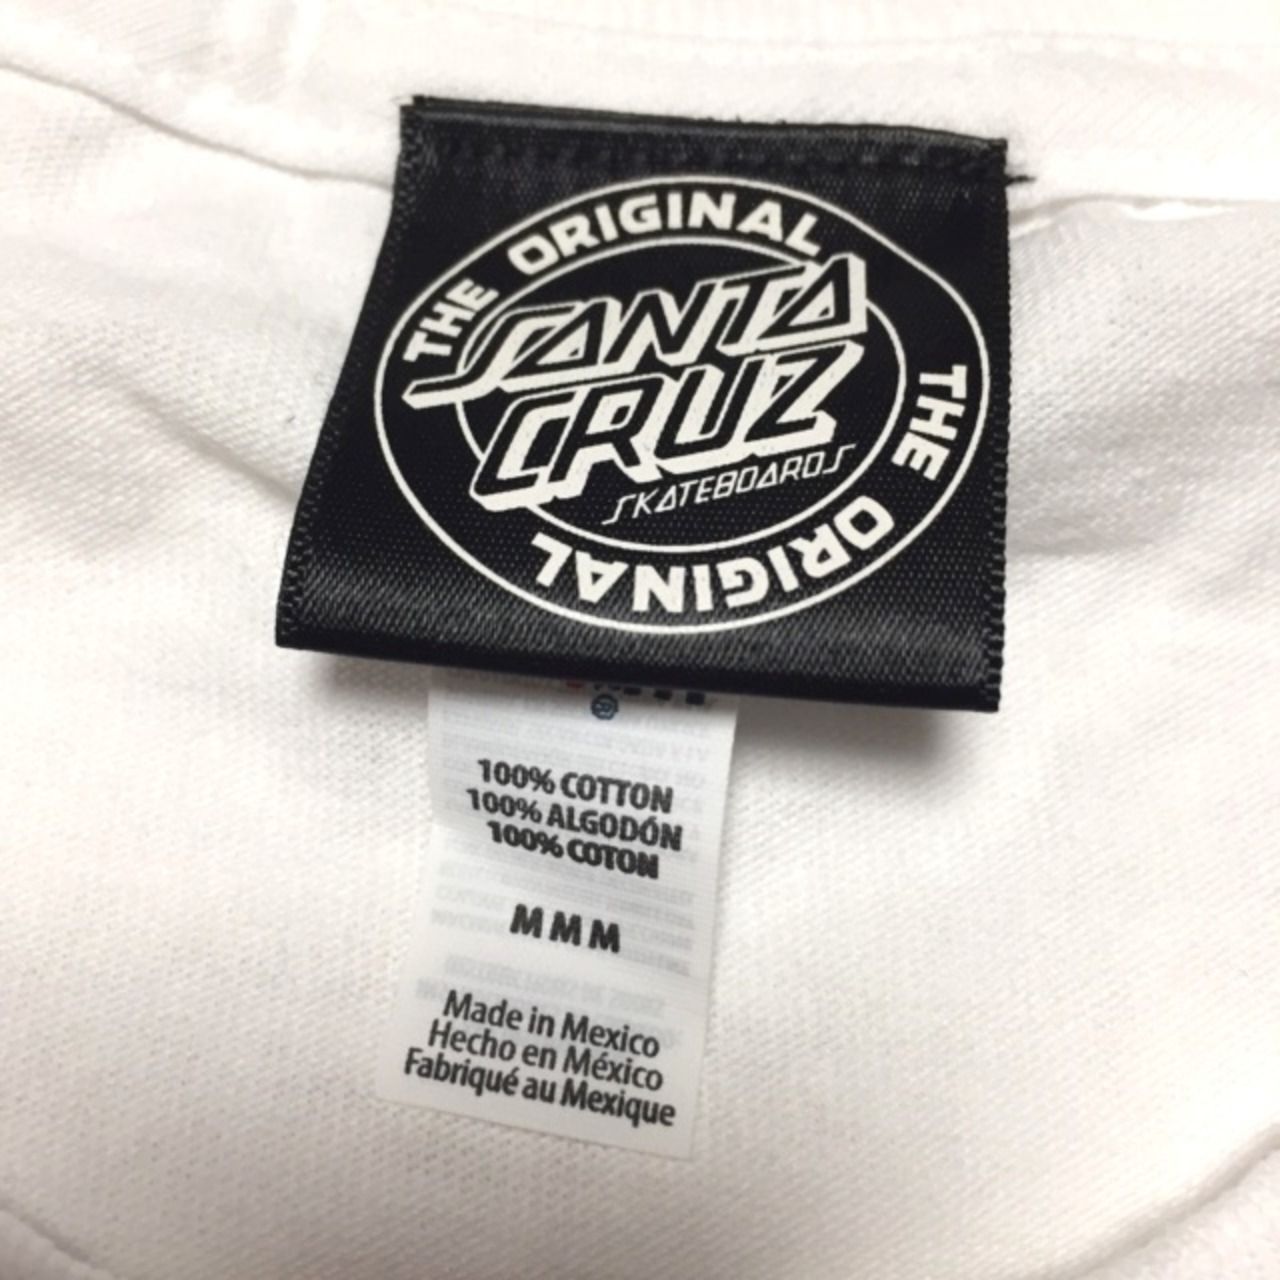 THE ORIGINAL
SANTA
CRUZ
SKATEBOARDS
THE ORIGINAL
100% COTTON
100% ALGODÓN
100% COTON
M M M
Made in Mexico
Hecho en México
Fabriqué au Mexique